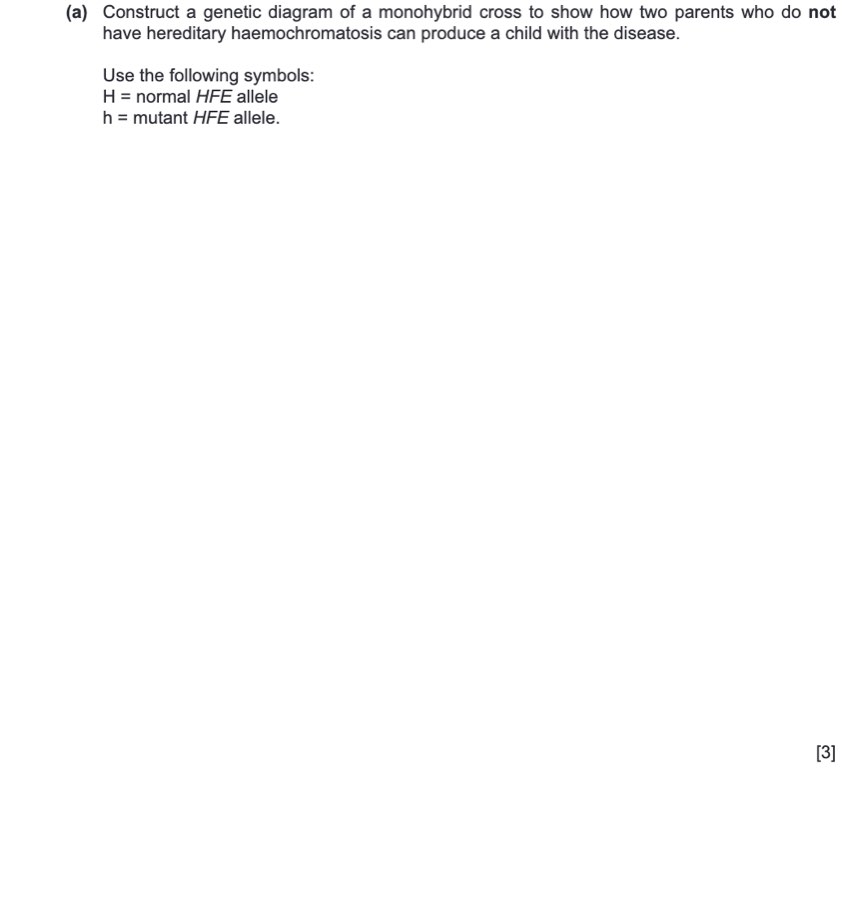 (a) Construct a genetic diagram of a monohybrid cross to show how two parents who do not
have hereditary haemochromatosis can produce a child with the disease.
Use the following symbols:
H = normal HFE allele
h = mutant HFE allele.
[3]